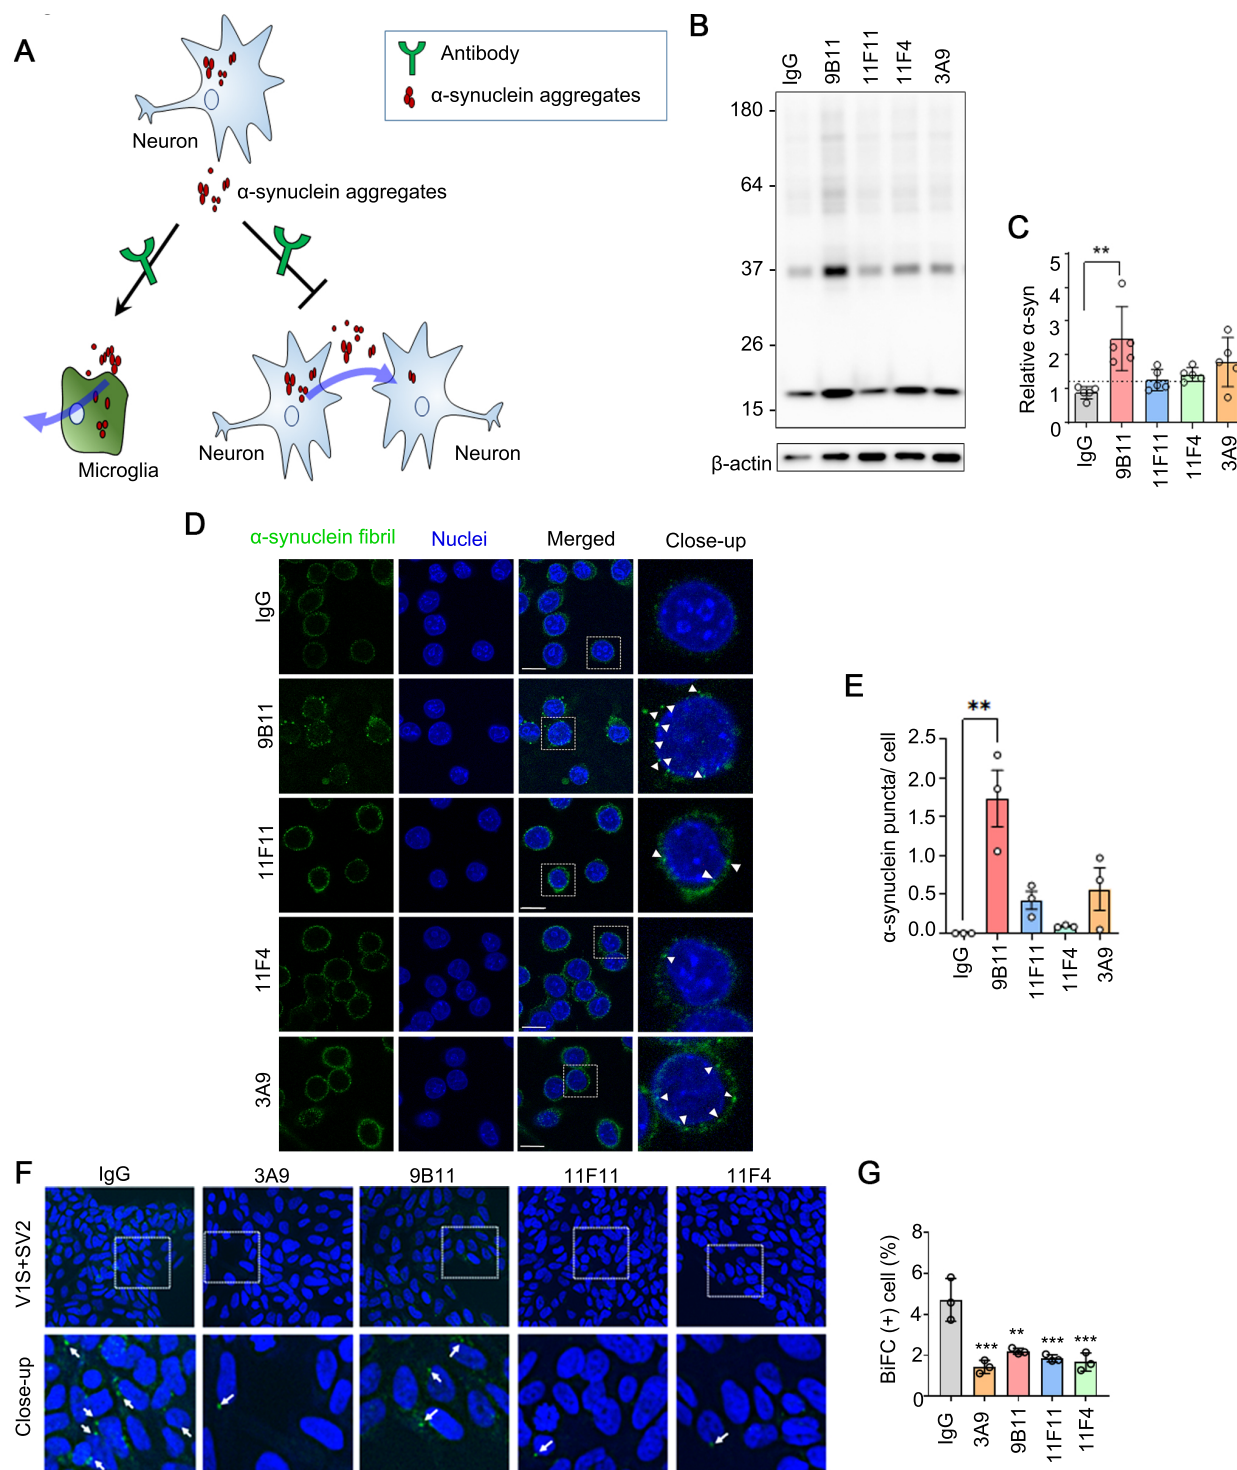 A
Antibody
α-synuclein aggregates
Neuron
α-synuclein aggregates
Microglia
Neuron
Neuron
B
IgG
9B11
11F11
11F4
3A9
180
64
37
26
15
β-actin
C
**
Relative α-syn
5
4
3
2
1
0
IgG
9B11
11F11
11F4
3A9
D
α-synuclein fibril
Nuclei
Merged
Close-up
IgG
9B11
11F11
11F4
3A9
E
**
α-synuclein puncta/ cell
2.5
2.0
1.5
1.0
0.5
0.0
IgG
9B11
11F11
11F4
3A9
F
IgG
3A9
9B11
11F11
11F4
V1S+SV2
Close-up
G
BiFC (+) cell (%)
8
6
4
2
0
***
**
***
***
IgG
3A9
9B11
11F11
11F4